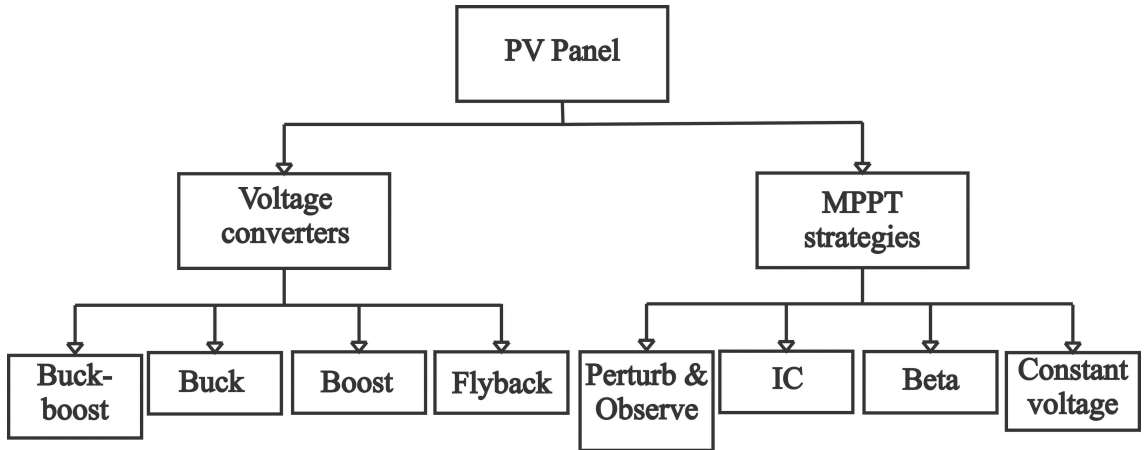 PV Panel
Voltage
converters
MPPT
strategies
Buck-
boost
Buck
Boost
Flyback
Perturb &
Observe
IC
Beta
Constant
voltage